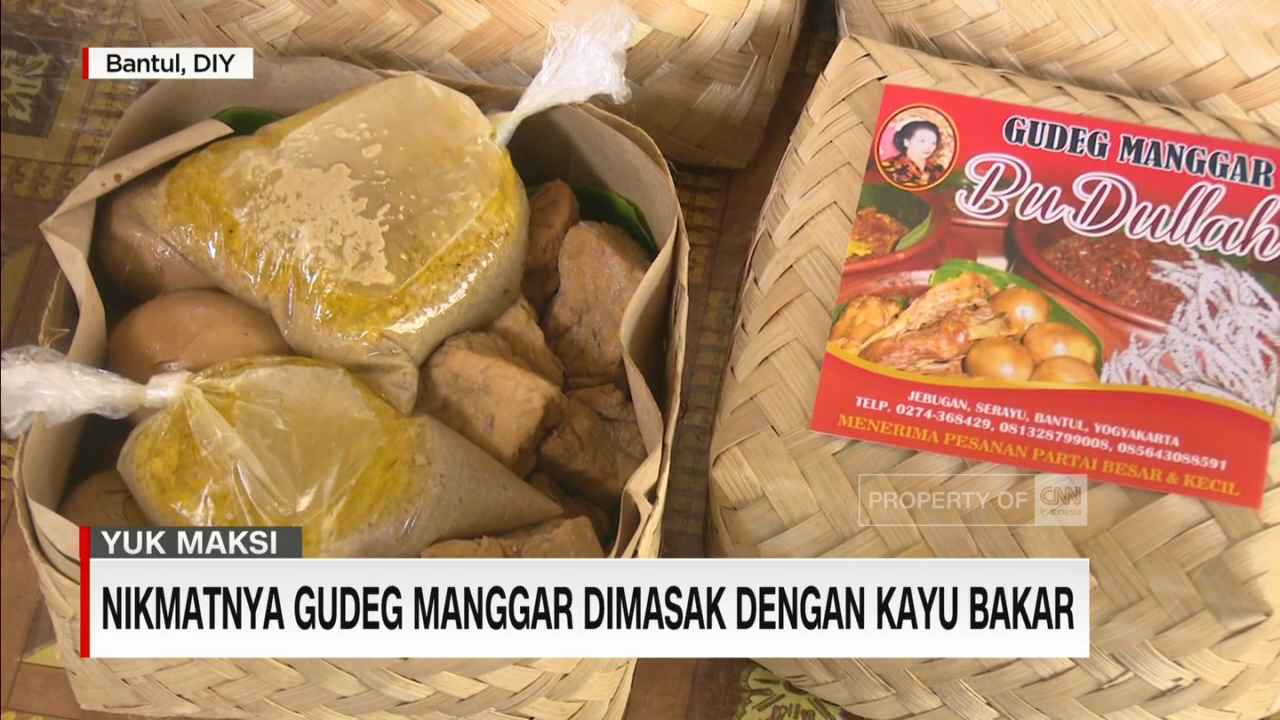 Bantul, DIY
GUDEG MANGGAR
Bu Dullah
JEBUGAN, SERAYU, BANTUL, YOGYAKARTA
TELP. 0274-368429, 081328799008, 085643088591
MENERIMA PESANAN PARTAI BESAR & KECIL
PROPERTY OF CNN
Indonesia
YUK MAKSI
NIKMATNYA GUDEG MANGGAR DIMASAK DENGAN KAYU BAKAR